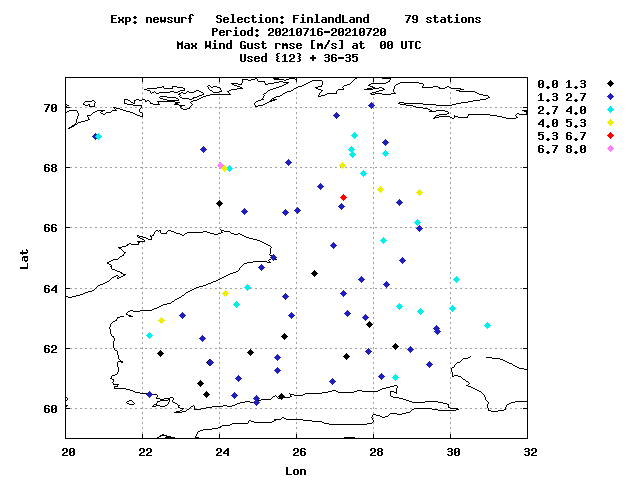 Exp: newsurf   Selection: FinlandLand     79 stations
Period: 20210716-20210720
Max Wind Gust rmse [m/s] at  00 UTC
Used {12} + 36-35
0.0 1.3
1.3 2.7
2.7 4.0
4.0 5.3
5.3 6.7
6.7 8.0
70
68
66
64
62
60
Lat
20 22 24 26 28 30 32
Lon